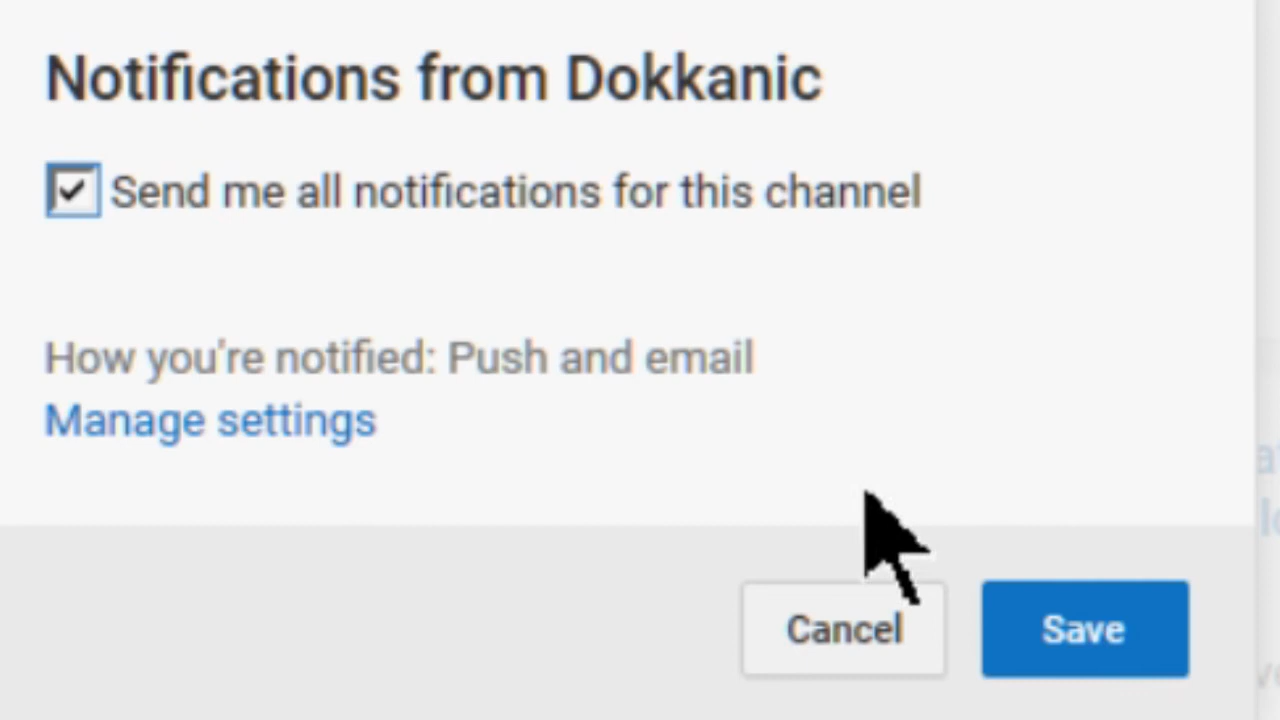 Notifications from Dokkanic
Send me all notifications for this channel
How you're notified: Push and email
Manage settings
Cancel
Save